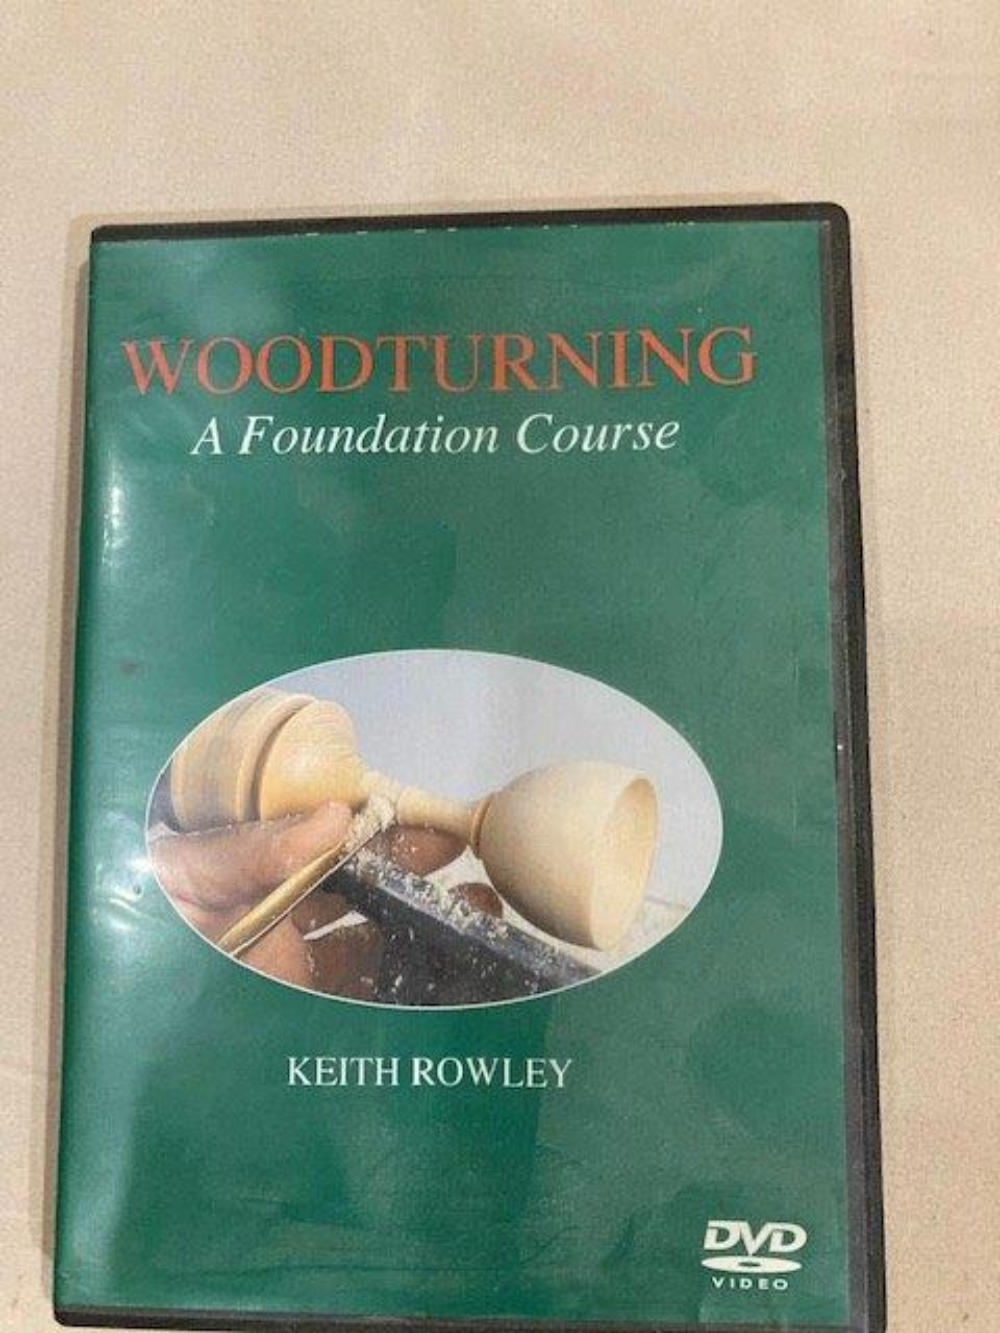 WOODTURNING
A Foundation Course
KEITH ROWLEY
DVD
VIDEO